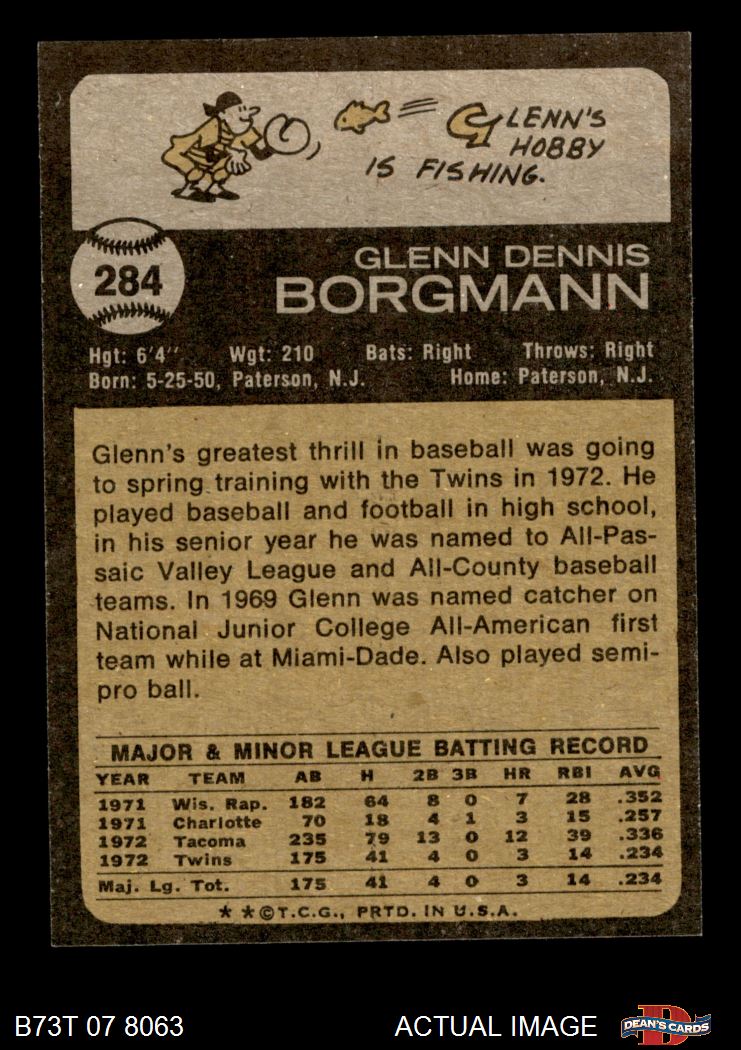 GLENN'S
HOBBY
IS FISHING.
284
GLENN DENNIS
BORGMANN
Hgt: 6'4" Wgt: 210 Bats: Right Throws: Right
Born: 5-25-50, Paterson, N.J. Home: Paterson, N.J.
Glenn's greatest thrill in baseball was going
to spring training with the Twins in 1972. He
played baseball and football in high school,
in his senior year he was named to All-Pas-
saic Valley League and All-County baseball
teams. In 1969 Glenn was named catcher on
National Junior College All-American first
team while at Miami-Dade. Also played semi-
pro ball.
MAJOR & MINOR LEAGUE BATTING RECORD
YEAR TEAM AB H 2B 3B HR RBI AVG
1971 Wis. Rap. 182 64 8 0 7 28 .352
1971 Charlotte 70 18 4 1 3 15 .257
1972 Tacoma 235 79 13 0 12 39 .336
1972 Twins 175 41 4 0 3 14 .234
Maj. Lg. Tot. 175 41 4 0 3 14 .234
* * © T.C.G., PRTD. IN U.S.A.
B73T 07 8063 ACTUAL IMAGE D DEAN'S CARDS